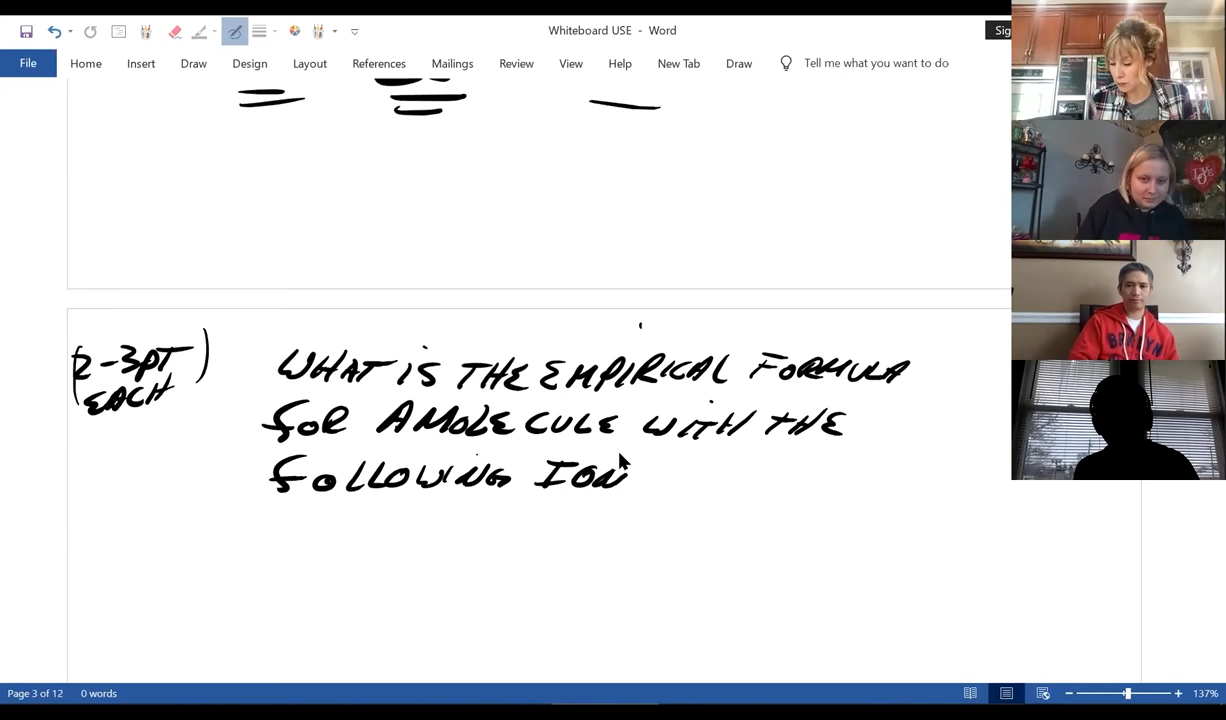 Whiteboard USE - Word
File Home Insert Draw Design Layout References Mailings Review View Help New Tab Draw Tell me what you want to do
(2-3PT EACH)
WHAT IS THE EMPIRICAL FORMULA
FOR A MOLECULE WITH THE
FOLLOWING ION
Page 3 of 12 0 words 137%